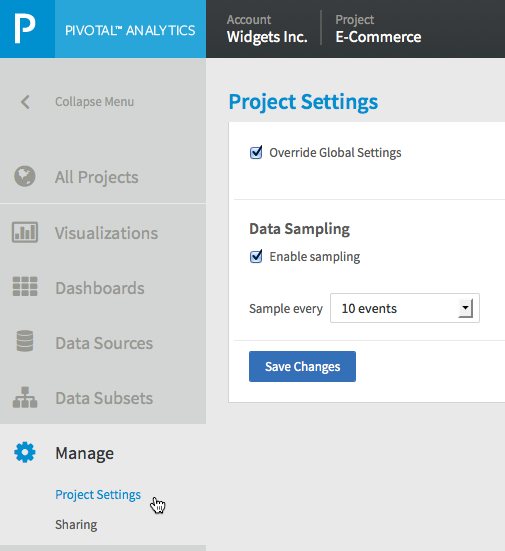 P
PIVOTAL™ ANALYTICS
Account
Widgets Inc.
Project
E-Commerce
Collapse Menu
All Projects
Visualizations
Dashboards
Data Sources
Data Subsets
Manage
Project Settings
Sharing
Project Settings
Override Global Settings
Data Sampling
Enable sampling
Sample every 10 events
Save Changes